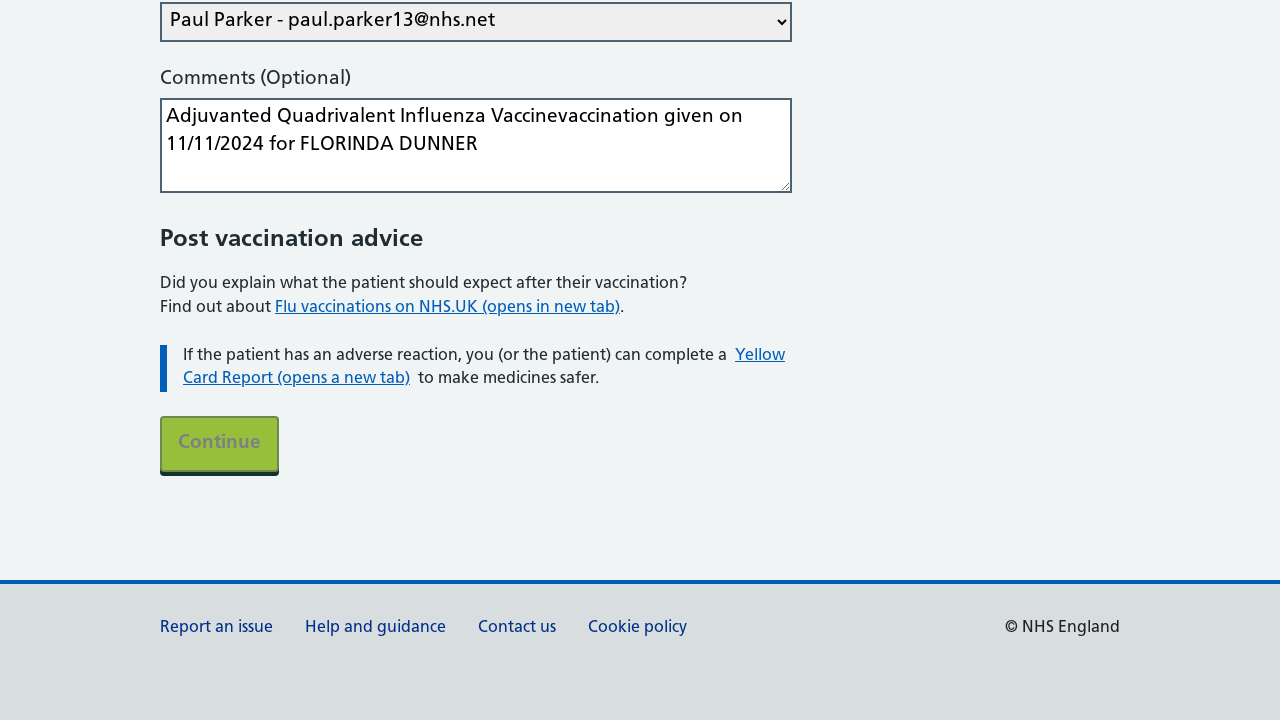 Paul Parker - paul.parker13@nhs.net
Comments (Optional)
Adjuvanted Quadrivalent Influenza Vaccinevaccination given on
11/11/2024 for FLORINDA DUNNER
Post vaccination advice
Did you explain what the patient should expect after their vaccination?
Find out about Flu vaccinations on NHS.UK (opens in new tab).
If the patient has an adverse reaction, you (or the patient) can complete a Yellow
Card Report (opens a new tab) to make medicines safer.
Continue
Report an issue Help and guidance Contact us Cookie policy © NHS England